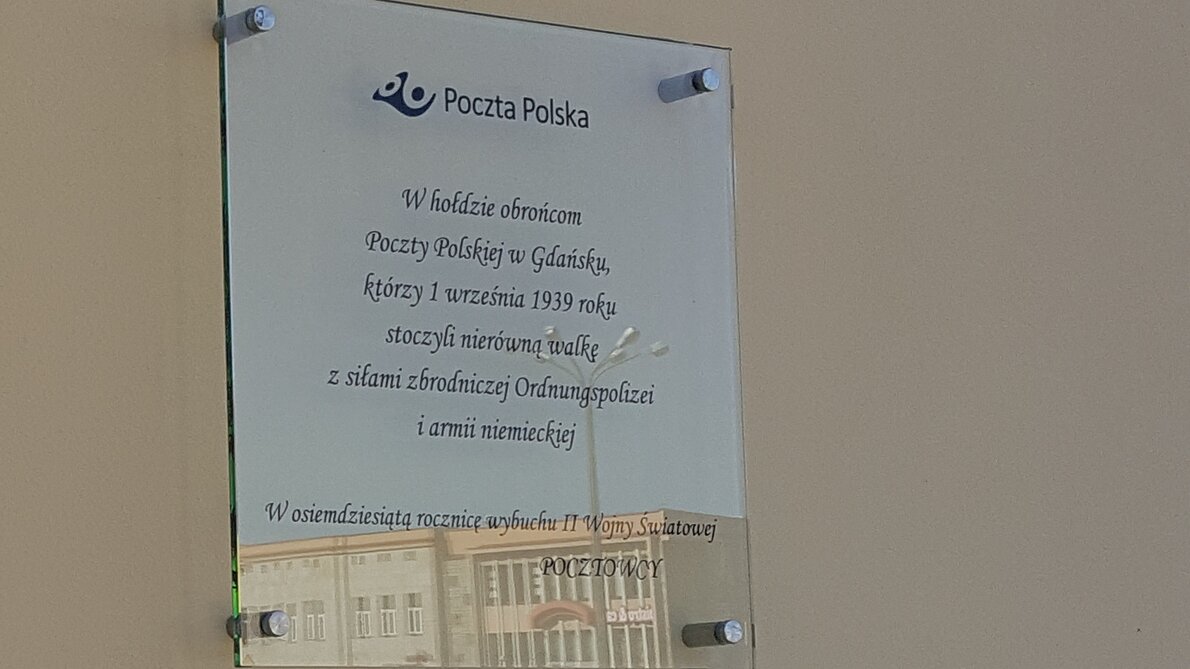 Poczta Polska
W hołdzie obrońcom
Poczty Polskiej w Gdańsku,
którzy 1 września 1939 roku
stoczyli nierówną walkę
z siłami zbrodniczej Ordnungspolizei
i armii niemieckiej
W osiemdziesiątą rocznicę wybuchu II Wojny Światowej
POCZTOWCY